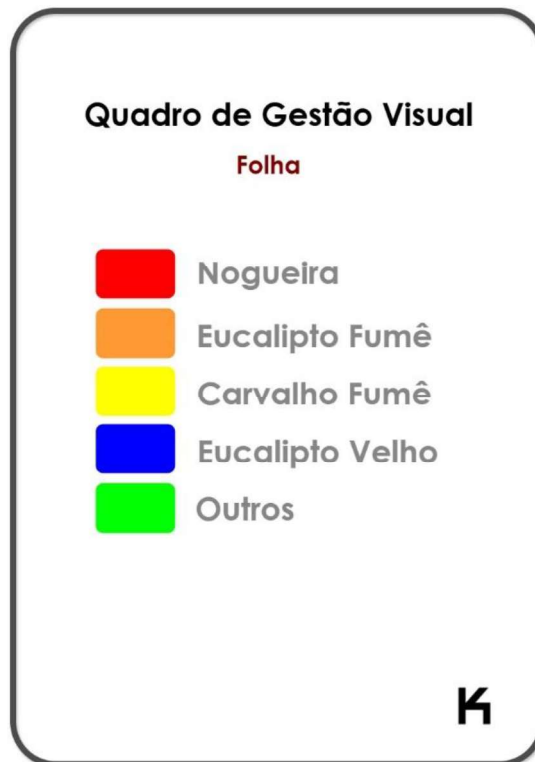 Quadro de Gestão Visual
Folha
Nogueira
Eucalipto Fumê
Carvalho Fumê
Eucalipto Velho
Outros